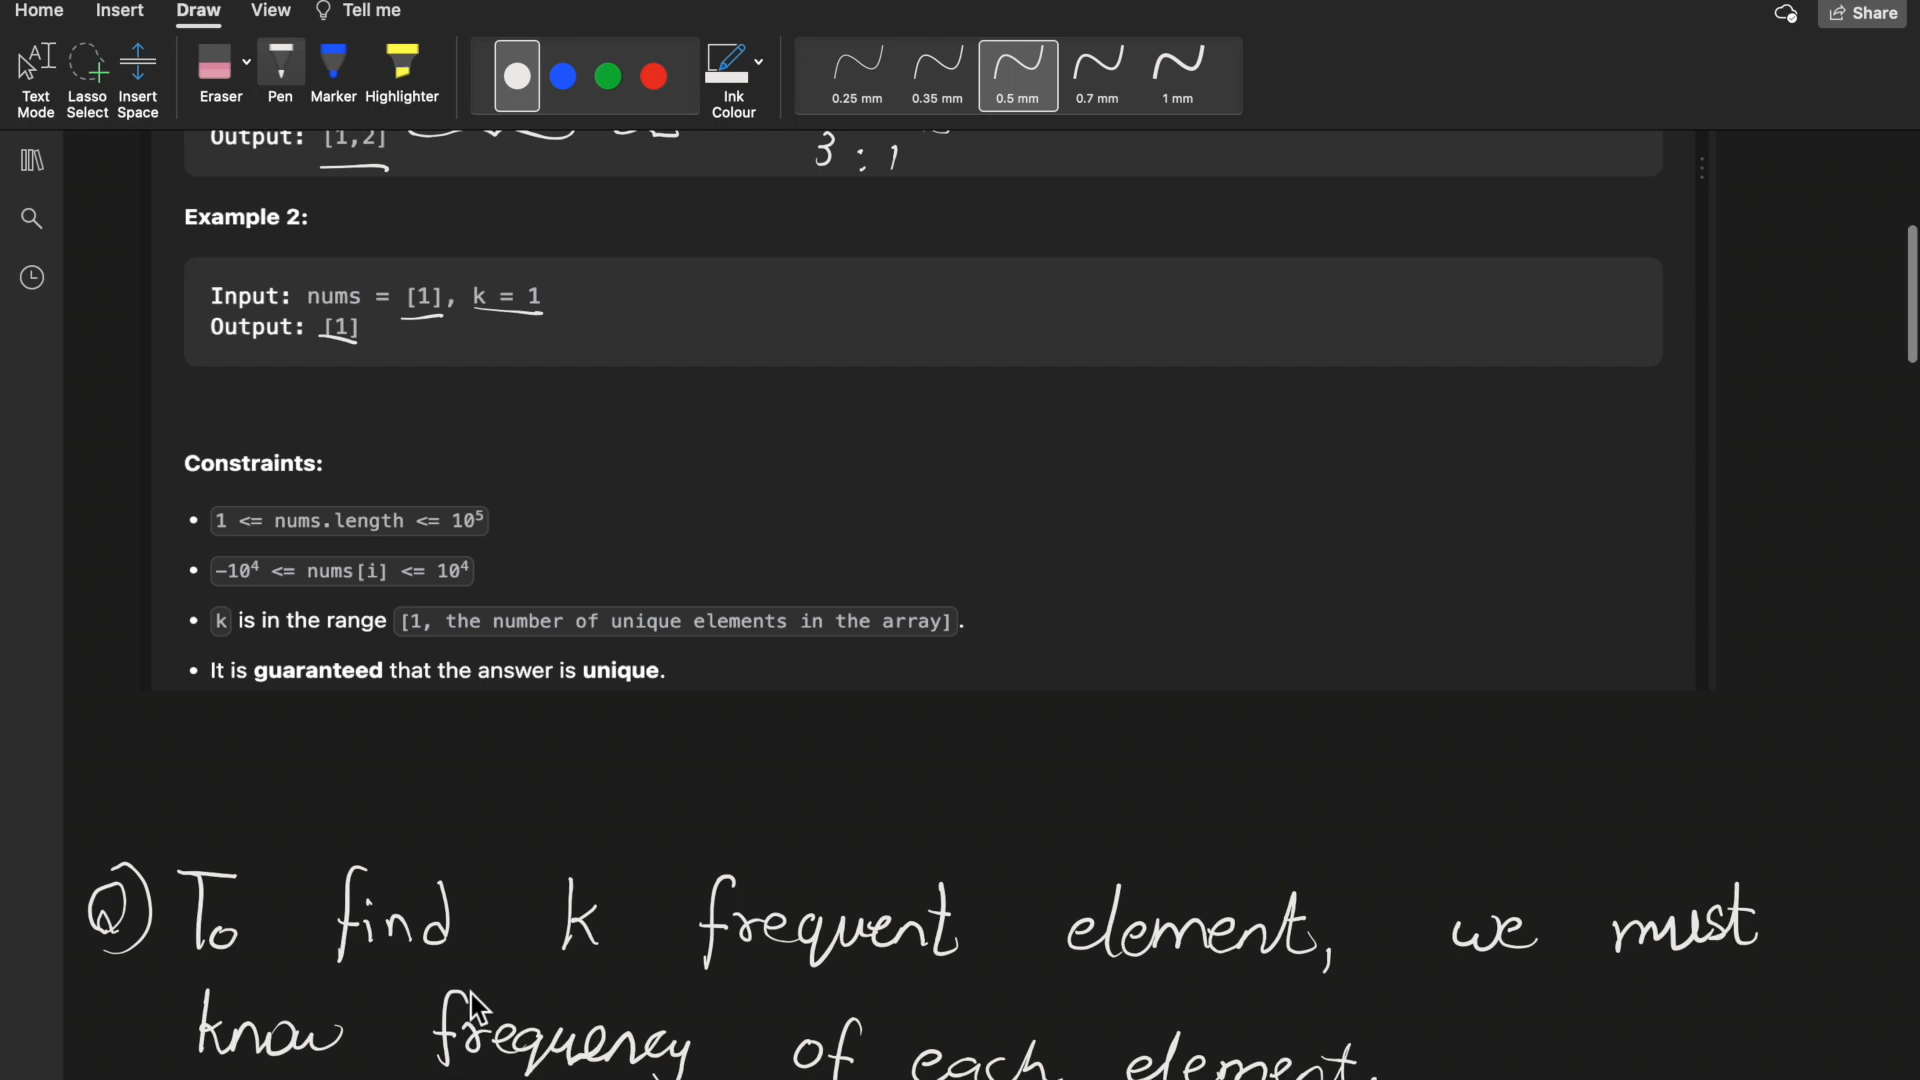 Home Insert Draw View Tell me Share
Text Mode Lasso Select Insert Space Eraser Pen Marker Highlighter Ink Colour 0.25 mm 0.35 mm 0.5 mm 0.7 mm 1 mm
Output: [1,2]
3 : 1
Example 2:
Input: nums = [1], k = 1
Output: [1]
Constraints:
• 1 <= nums.length <= 10⁵
• -10⁴ <= nums[i] <= 10⁴
• k is in the range [1, the number of unique elements in the array].
• It is guaranteed that the answer is unique.
Q) To find k frequent element, we must
know frequency of each element.